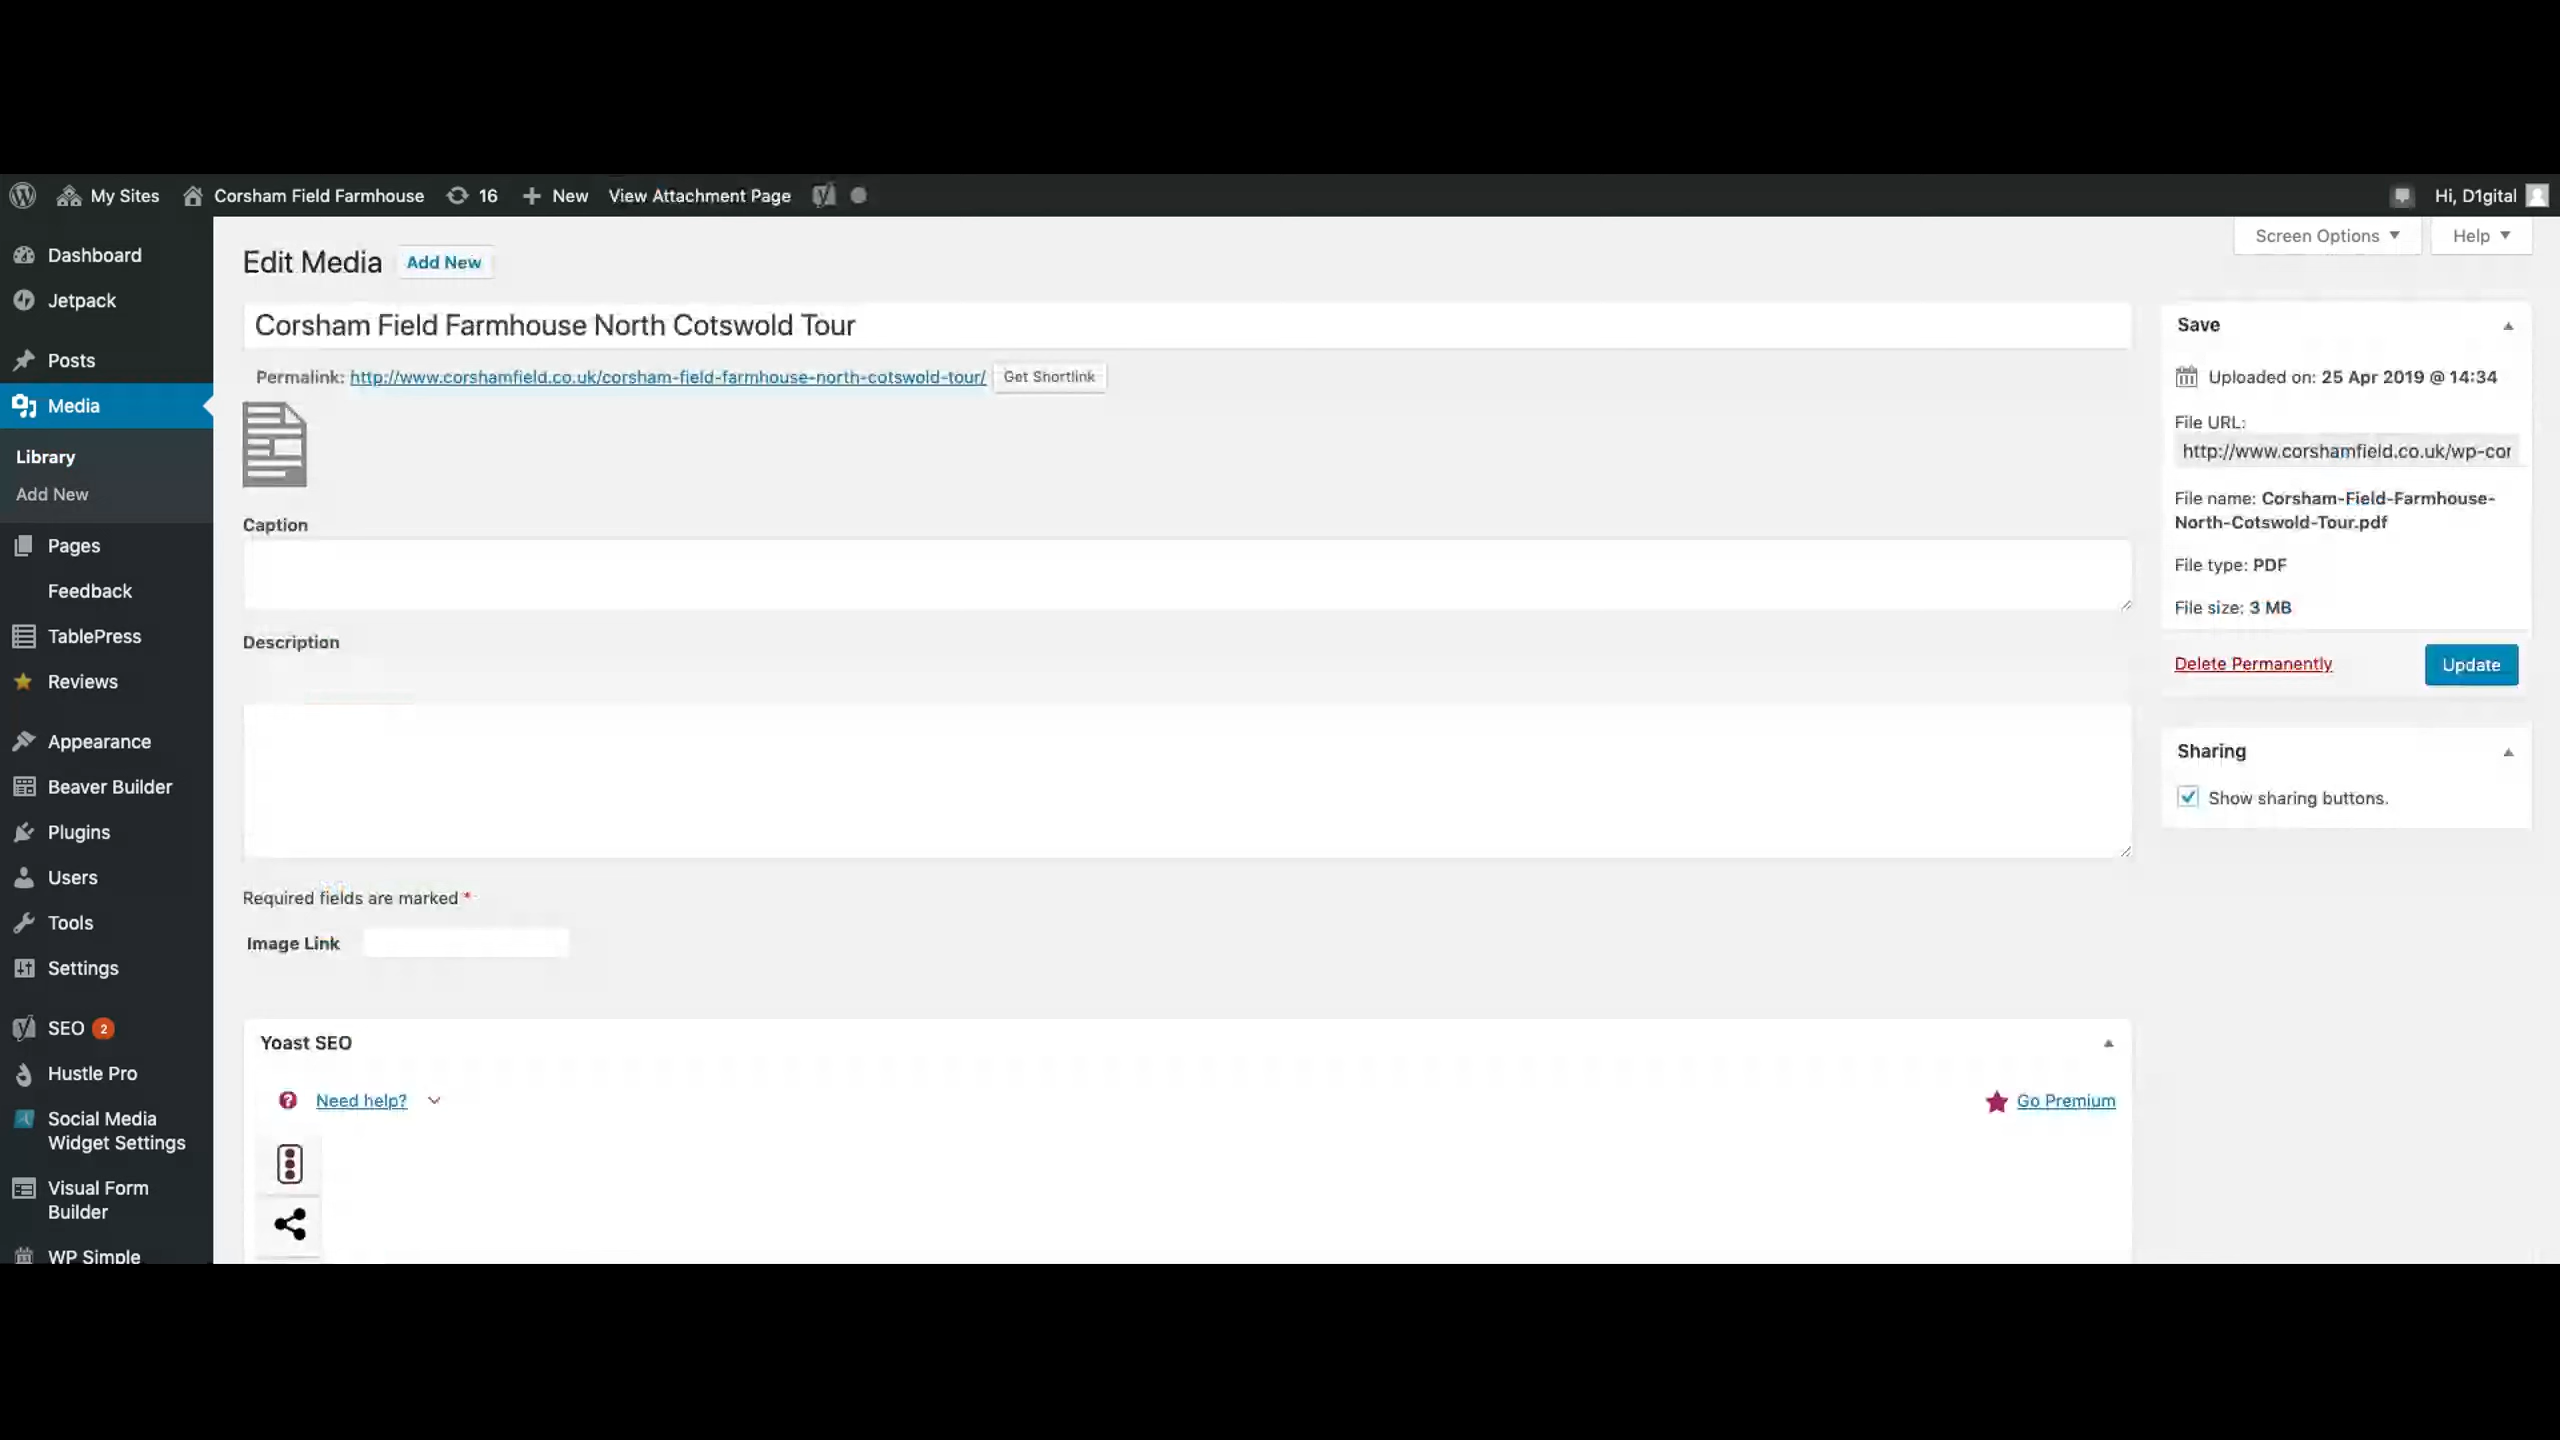 My Sites
Corsham Field Farmhouse
16
New
View Attachment Page
Hi, D1gital
Dashboard
Jetpack
Posts
Media
Library
Add New
Pages
Feedback
TablePress
Reviews
Appearance
Beaver Builder
Plugins
Users
Tools
Settings
SEO 2
Hustle Pro
Social Media
Widget Settings
Visual Form
Builder
WP Simple
Screen Options
Help
Edit Media
Add New
Corsham Field Farmhouse North Cotswold Tour
Permalink: http://www.corshamfield.co.uk/corsham-field-farmhouse-north-cotswold-tour/ Get Shortlink
Caption
Description
Required fields are marked *
Image Link
Yoast SEO
Need help?
Go Premium
Save
Uploaded on: 25 Apr 2019 @ 14:34
File URL:
http://www.corshamfield.co.uk/wp-cor
File name: Corsham-Field-Farmhouse-
North-Cotswold-Tour.pdf
File type: PDF
File size: 3 MB
Delete Permanently
Update
Sharing
Show sharing buttons.